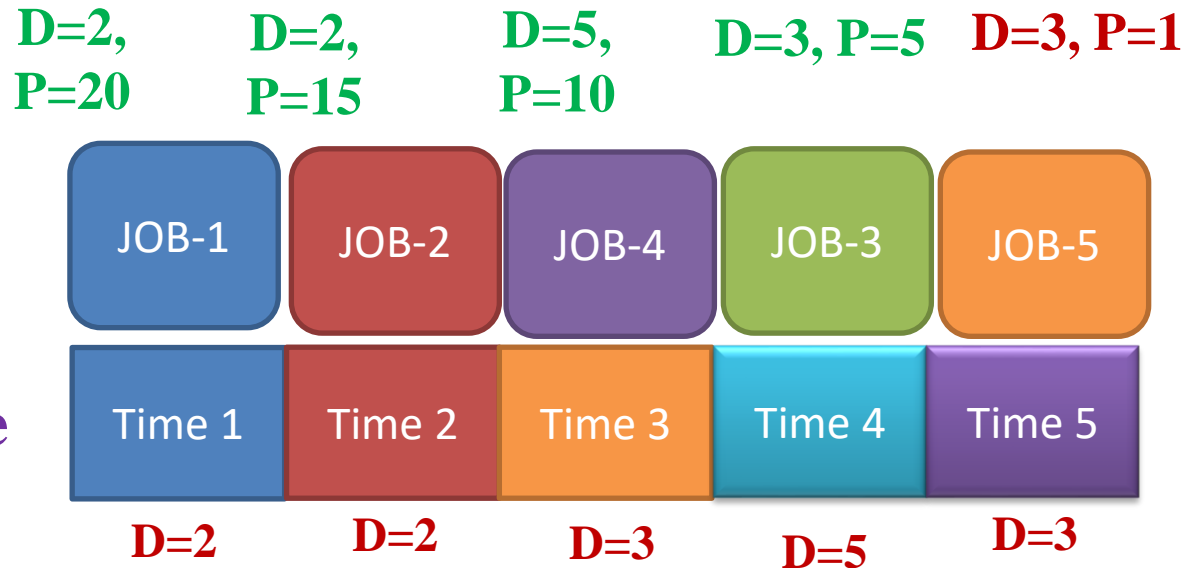 D=2,
P=20
D=2,
P=15
D=5,
P=10
D=3, P=5
D=3, P=1
JOB-1
JOB-2
JOB-4
JOB-3
JOB-5
e
Time 1
Time 2
Time 3
Time 4
Time 5
D=2
D=2
D=3
D=5
D=3